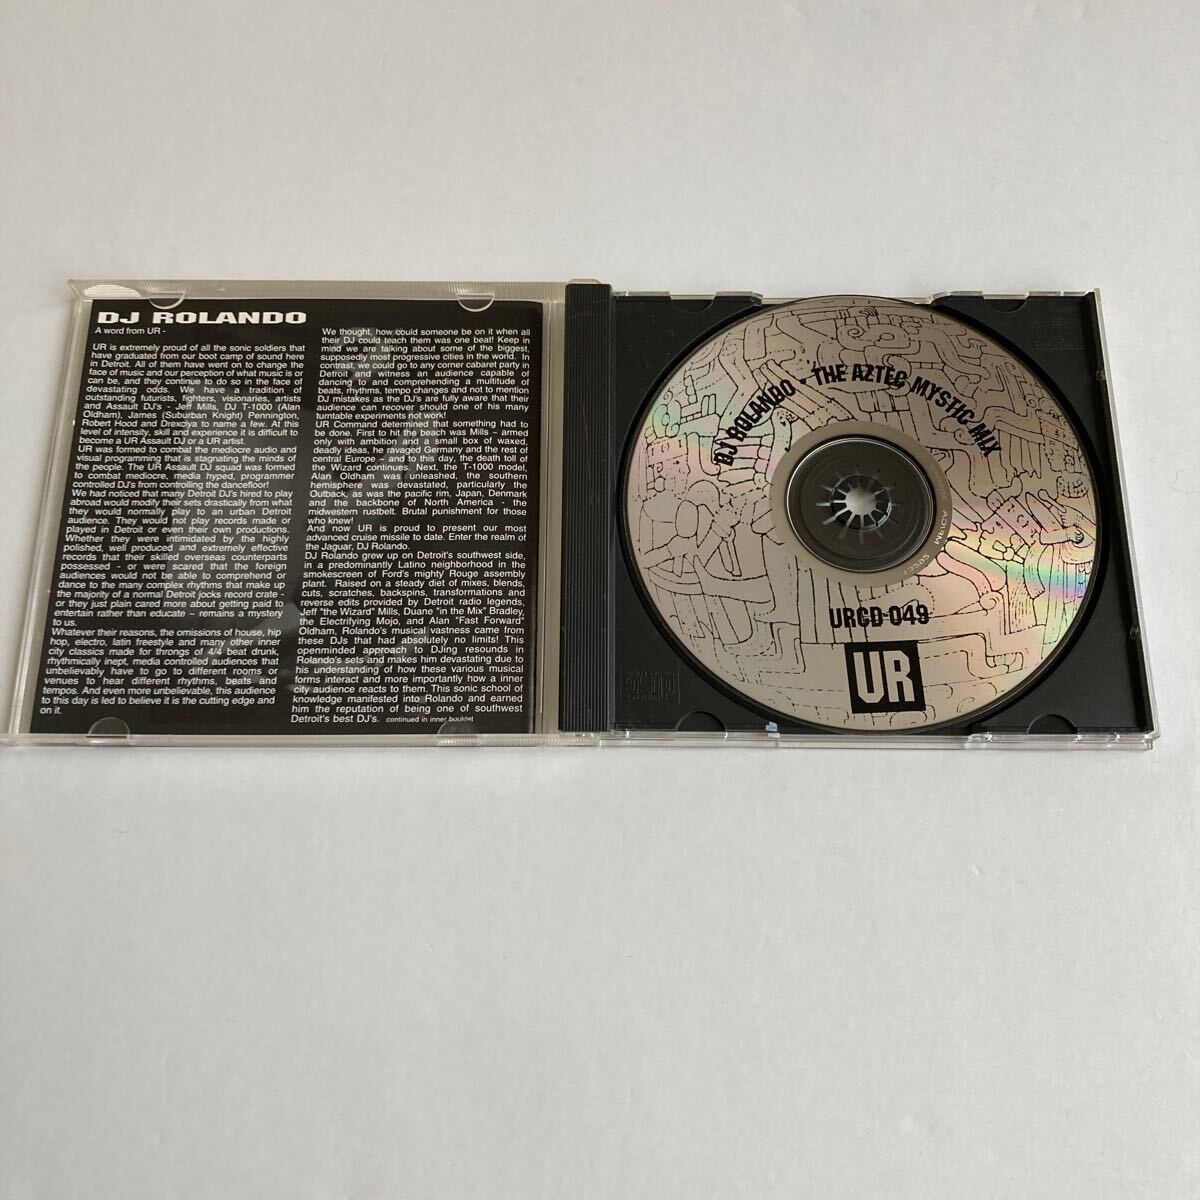 DJ ROLANDO
A word from UR -
UR is extremely proud of all the sonic soldiers that
have graduated from our boot camp of sound here
in Detroit. All of them have went on to change the
face of music and our perception of what music is or
can be, and they continue to do so in the face of
devastating odds. We have a tradition of
outstanding futurists, fighters, visionaries, artists
and Assault DJ's - Jeff Mills, DJ T-1000 (Alan
Oldham), James (Suburban Knight) Pennington,
Robert Hood and Drexciya to name a few. At this
level of intensity, skill and experience it is difficult to
become a UR Assault DJ or a UR artist.
UR was formed to combat the mediocre audio and
visual programming that is stagnating the minds of
the people. The UR Assault DJ squad was formed
to combat mediocre, media hyped, programmer
controlled DJ's from controlling the dancefloor!
We had noticed that many Detroit DJ's hired to play
abroad would modify their sets drastically from what
they would normally play to an urban Detroit
audience. They would not play records made or
played in Detroit or even their own productions.
Whether they were intimidated by the highly
polished, well produced and extremely effective
records that their skilled overseas counterparts
possessed - or were scared that the foreign
audiences would not be able to comprehend or
dance to the many complex rhythms that make up
the majority of a normal Detroit jocks record crate -
or they just plain cared more about getting paid to
entertain rather than educate – remains a mystery
to us.
Whatever their reasons, the omissions of house, hip
hop, electro, latin freestyle and many other inner
city classics made for throngs of 4/4 beat drunk,
rhythmically inept, media controlled audiences that
unbelievably have to go to different rooms or
venues to hear different rhythms, beats and
tempos. And even more unbelievable, this audience
to this day is led to believe it is the cutting edge and
on it.
We thought, how could someone be on it when all
their DJ could teach them was one beat! Keep in
mind we are talking about some of the biggest,
supposedly most progressive cities in the world. In
contrast, we could go to any corner cabaret party in
Detroit and witness an audience capable of
dancing to and comprehending a multitude of
beats, rhythms, tempo changes and not to mention
DJ mistakes as the DJ's are fully aware that their
audience can recover should one of his many
turntable experiments not work!
UR Command determined that something had to
be done. First to hit the beach was Mills – armed
only with ambition and a small box of waxed,
deadly ideas, he ravaged Germany and the rest of
central Europe – and to this day, the death toll of
the Wizard continues. Next, the T-1000 model,
Alan Oldham was unleashed, the southern
hemisphere was devastated, particularly the
Outback, as was the pacific rim, Japan, Denmark
and the backbone of North America - the
midwestern rustbelt. Brutal punishment for those
who knew!
And now UR is proud to present our most
advanced cruise missile to date. Enter the realm of
the Jaguar, DJ Rolando.
DJ Rolando grew up on Detroit's southwest side,
in a predominantly Latino neighborhood in the
smokescreen of Ford's mighty Rouge assembly
plant. Raised on a steady diet of mixes, blends,
cuts, scratches, backspins, transformations and
reverse edits provided by Detroit radio legends,
Jeff "the Wizard" Mills, Duane "in the Mix" Bradley,
the Electrifying Mojo, and Alan "Fast Forward"
Oldham, Rolando's musical vastness came from
these DJs that had absolutely no limits! This
openminded approach to DJing resounds in
Rolando's sets and makes him devastating due to
his understanding of how these various musical
forms interact and more importantly how a inner
city audience reacts to them. This sonic school of
knowledge manifested into Rolando and earned
him the reputation of being one of southwest
Detroit's best DJ's. continued in inner booklet
DJ ROLANDO - THE AZTEC MYSTIC MIX
URCD-049
UR